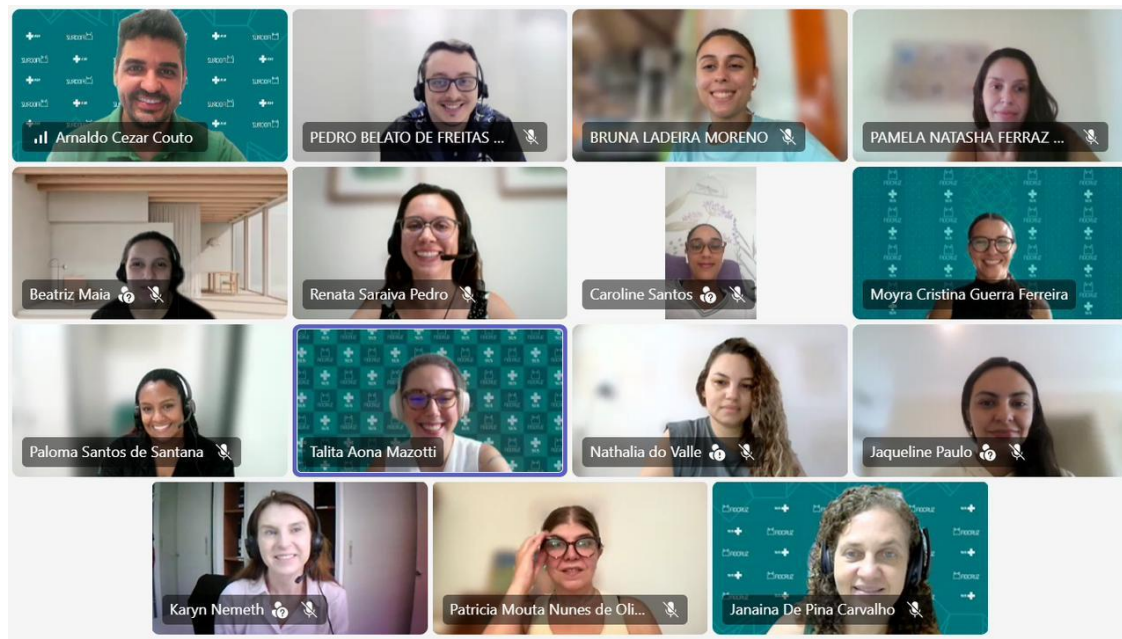 Arnaldo Cezar Couto
PEDRO BELATO DE FREITAS ...
BRUNA LADEIRA MORENO
PAMELA NATASHA FERRAZ ...
Beatriz Maia
Renata Saraiva Pedro
Caroline Santos
Moyra Cristina Guerra Ferreira
Paloma Santos de Santana
Talita Aona Mazotti
Nathalia do Valle
Jaqueline Paulo
Karyn Nemeth
Patricia Mouta Nunes de Oli...
Janaina De Pina Carvalho